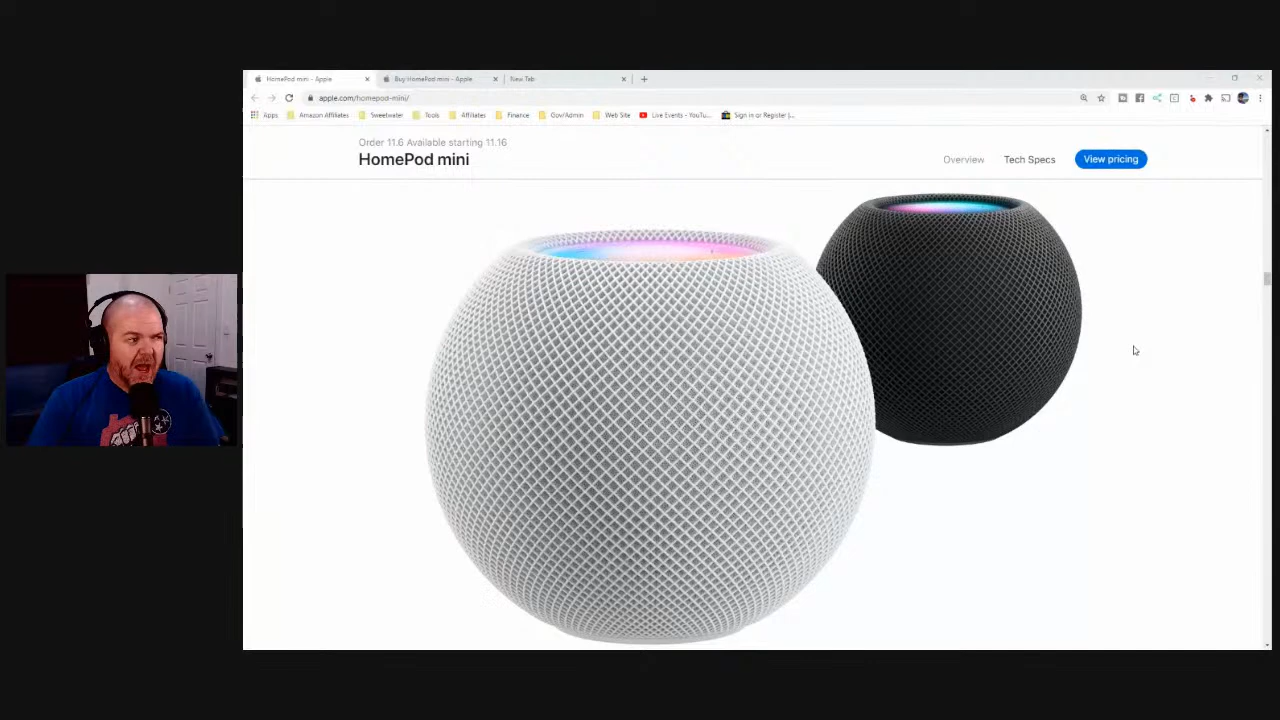 HomePod mini - Apple
Buy HomePod mini - Apple
New Tab
apple.com/homepod-mini/
Apps
Amazon Affiliates
Sweetwater
Tools
Affiliates
Finance
Gov/Admin
Web Site
Live Events - YouTu...
Sign in or Register |...
Order 11.6 Available starting 11.16
HomePod mini
Overview
Tech Specs
View pricing